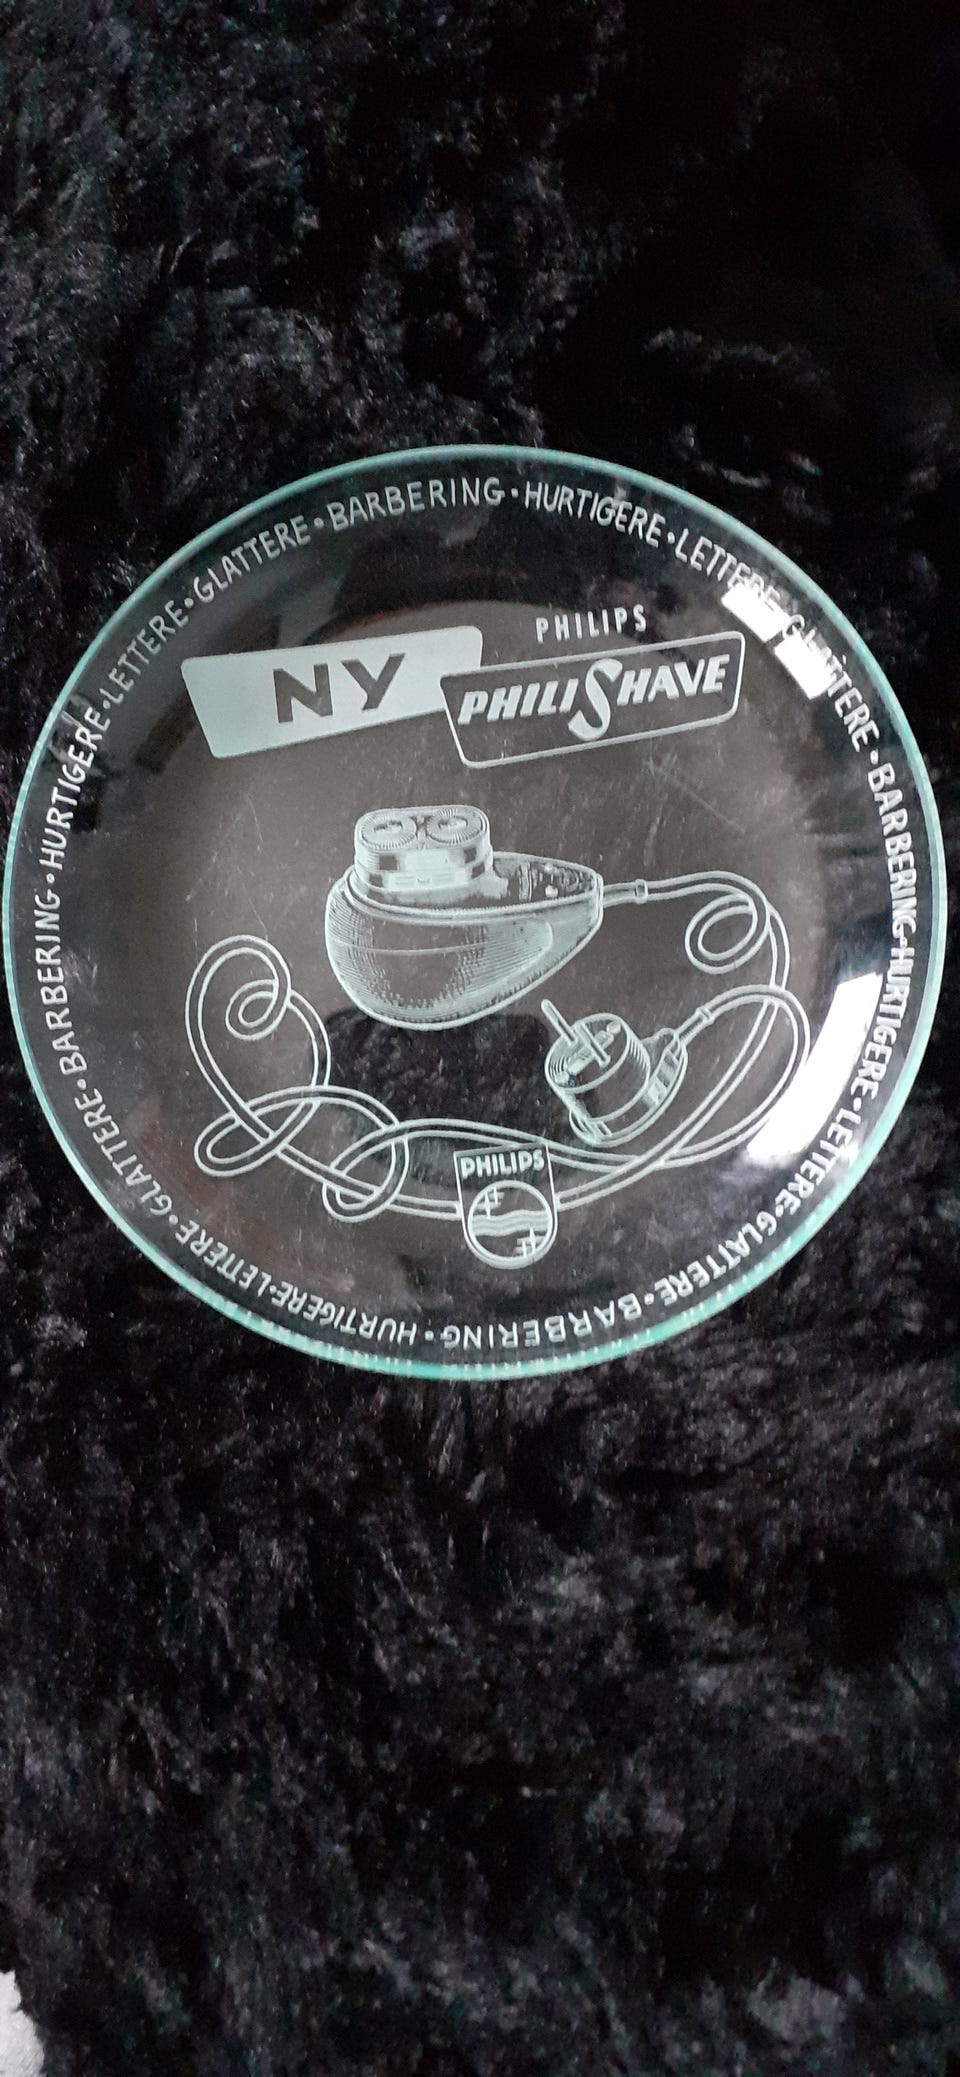 BARBERING · HURTIGERE · LETTERE · GLATTERE · BARBERING · HURTIGERE · LETTERE · GLATTERE · BARBERING · HURTIGERE · LETTERE · GLATTERE · BARBERING · HURTIGERE · LETTERE · GLATTERE ·
PHILIPS
NY
PHILISHAVE
PHILIPS